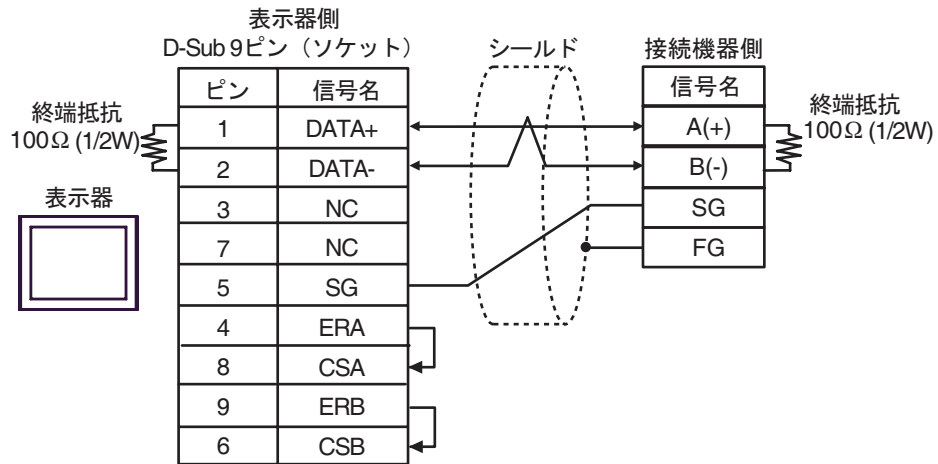 表示器側
D-Sub 9ピン（ソケット）
シールド
接続機器側
ピン 信号名
信号名
終端抵抗
100Ω (1/2W)
1 DATA+
A(+)
終端抵抗
100Ω (1/2W)
2 DATA-
B(-)
表示器
3 NC
SG
7 NC
FG
5 SG
4 ERA
8 CSA
9 ERB
6 CSB